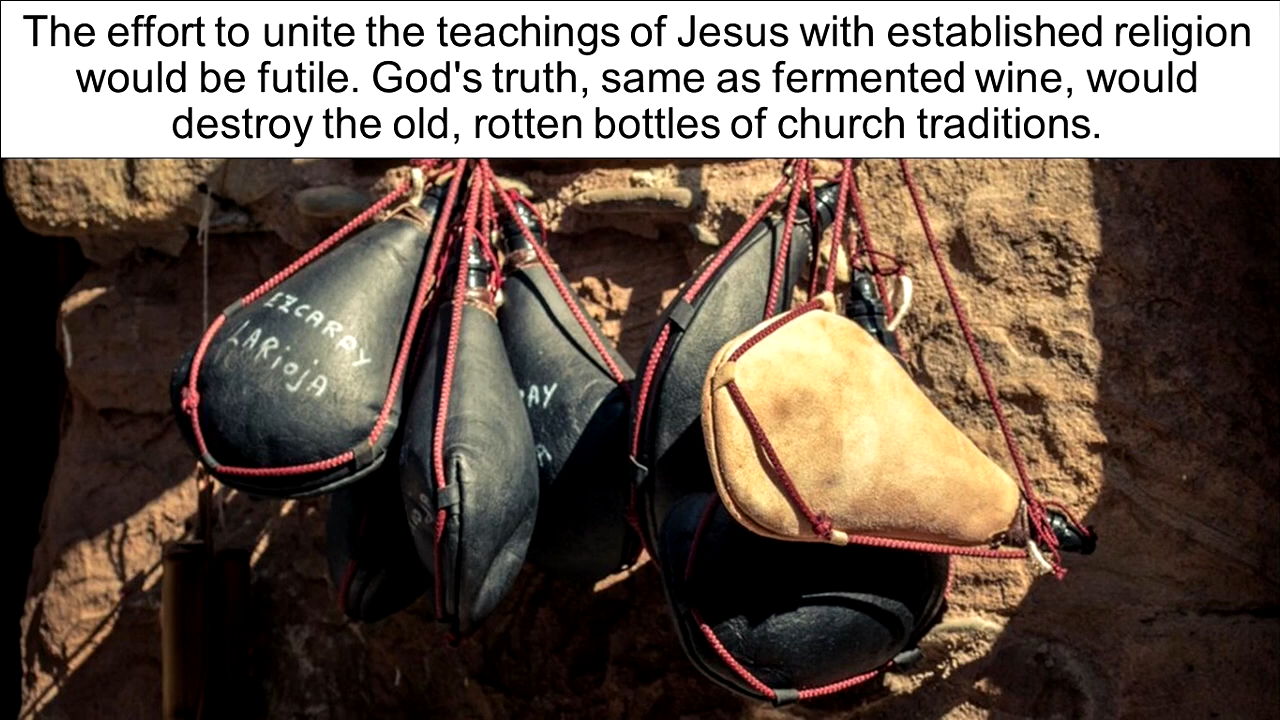 The effort to unite the teachings of Jesus with established religion
would be futile. God's truth, same as fermented wine, would
destroy the old, rotten bottles of church traditions.
EZCARAY
LARiojA
AY
A